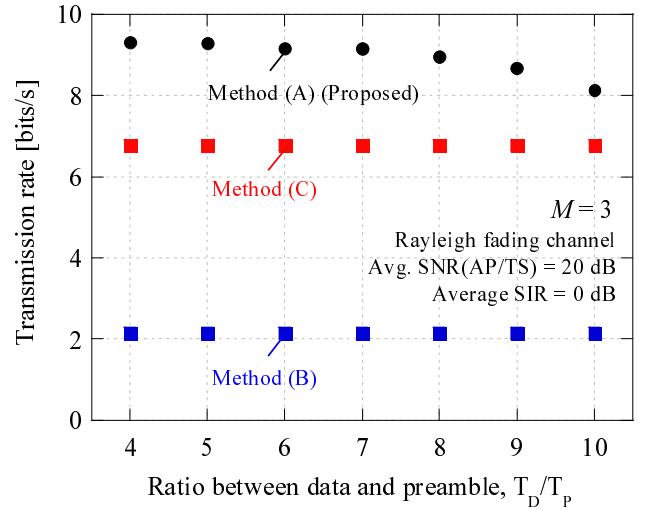 10
8
6
4
2
0
Transmission rate [bits/s]
Method (A) (Proposed)
Method (C)
M = 3
Rayleigh fading channel
Avg. SNR(AP/TS) = 20 dB
Average SIR = 0 dB
Method (B)
4 5 6 7 8 9 10
Ratio between data and preamble, T_D/T_P